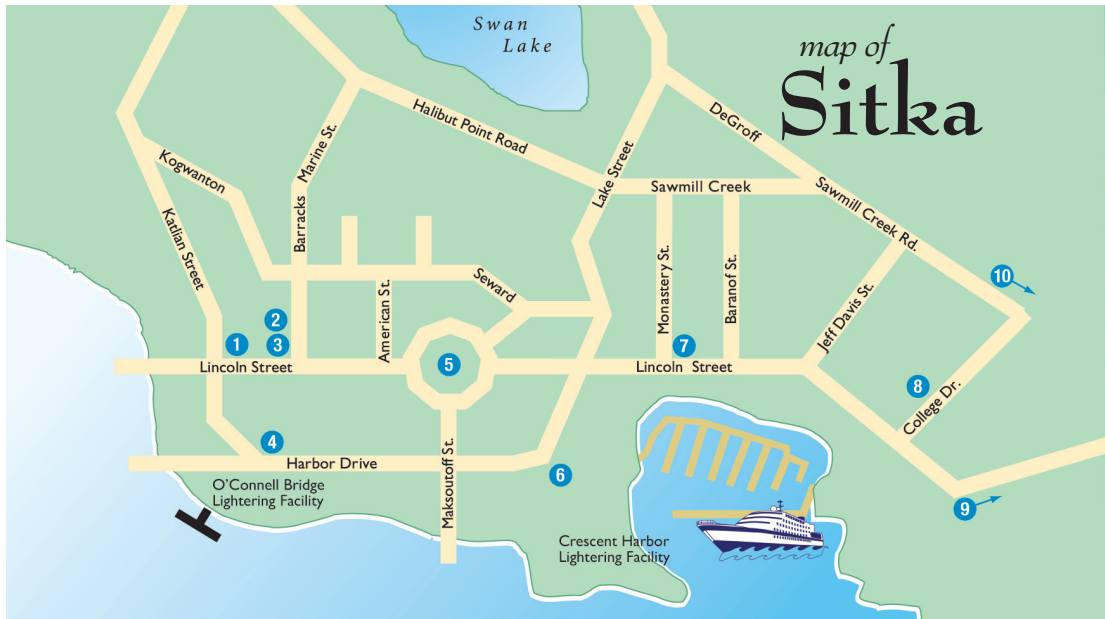 Swan
Lake
map of
Sitka
DeGroff
Halibut Point Road
Marine St.
Kogwanton
Lake Street
Sawmill Creek
Sawmill Creek Rd.
Barracks
Katlian Street
Monastery St.
Baranof St.
Seward
American St.
Jeff Davis St.
10
2
1
3
5
7
Lincoln Street
Lincoln Street
8
College Dr.
4
Harbor Drive
Maksoutoff St.
6
O'Connell Bridge
Lightering Facility
9
Crescent Harbor
Lightering Facility